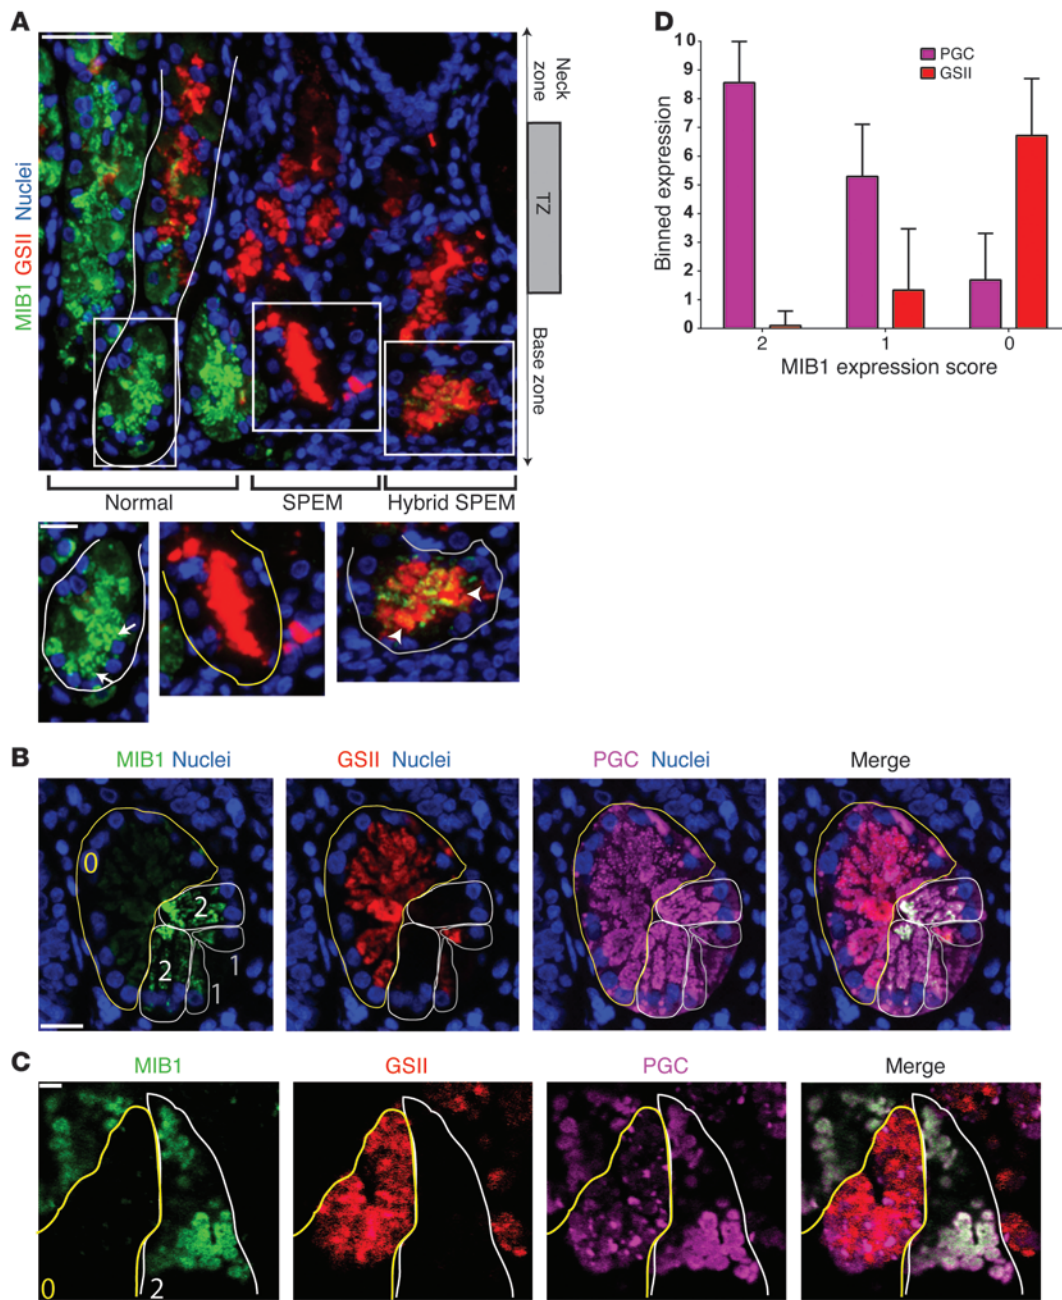 A
MIB1 GSII Nuclei
Neck zone
TZ
Base zone
Normal
SPEM
Hybrid SPEM
D
PGC
GSII
Binned expression
10
9
8
7
6
5
4
3
2
1
0
2
1
0
MIB1 expression score
B
MIB1 Nuclei
GSII Nuclei
PGC Nuclei
Merge
0
2
2
1
1
C
MIB1
GSII
PGC
Merge
0
2